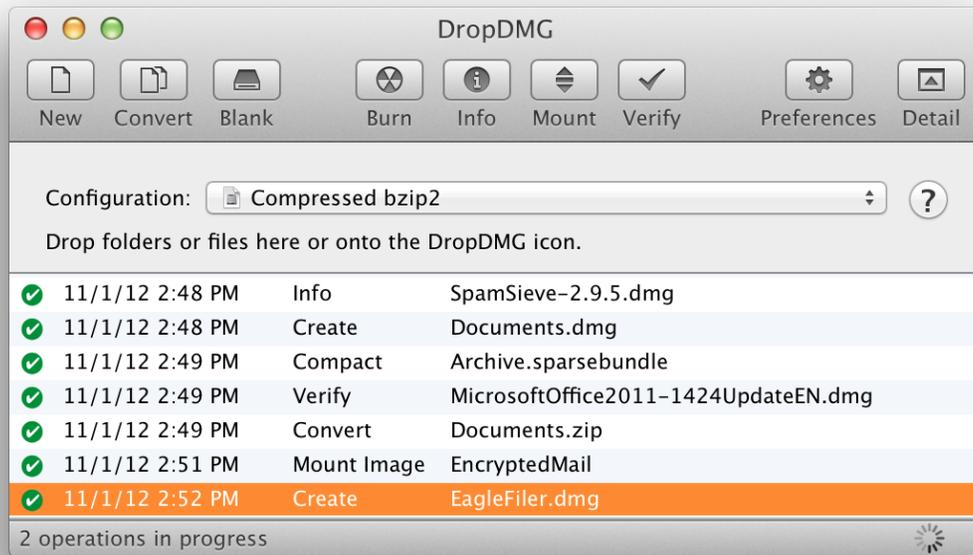 DropDMG
New Convert Blank Burn Info Mount Verify Preferences Detail
Configuration: Compressed bzip2 ?
Drop folders or files here or onto the DropDMG icon.
11/1/12 2:48 PM Info SpamSieve-2.9.5.dmg
11/1/12 2:48 PM Create Documents.dmg
11/1/12 2:49 PM Compact Archive.sparsebundle
11/1/12 2:49 PM Verify MicrosoftOffice2011-1424UpdateEN.dmg
11/1/12 2:49 PM Convert Documents.zip
11/1/12 2:51 PM Mount Image EncryptedMail
11/1/12 2:52 PM Create EagleFiler.dmg
2 operations in progress